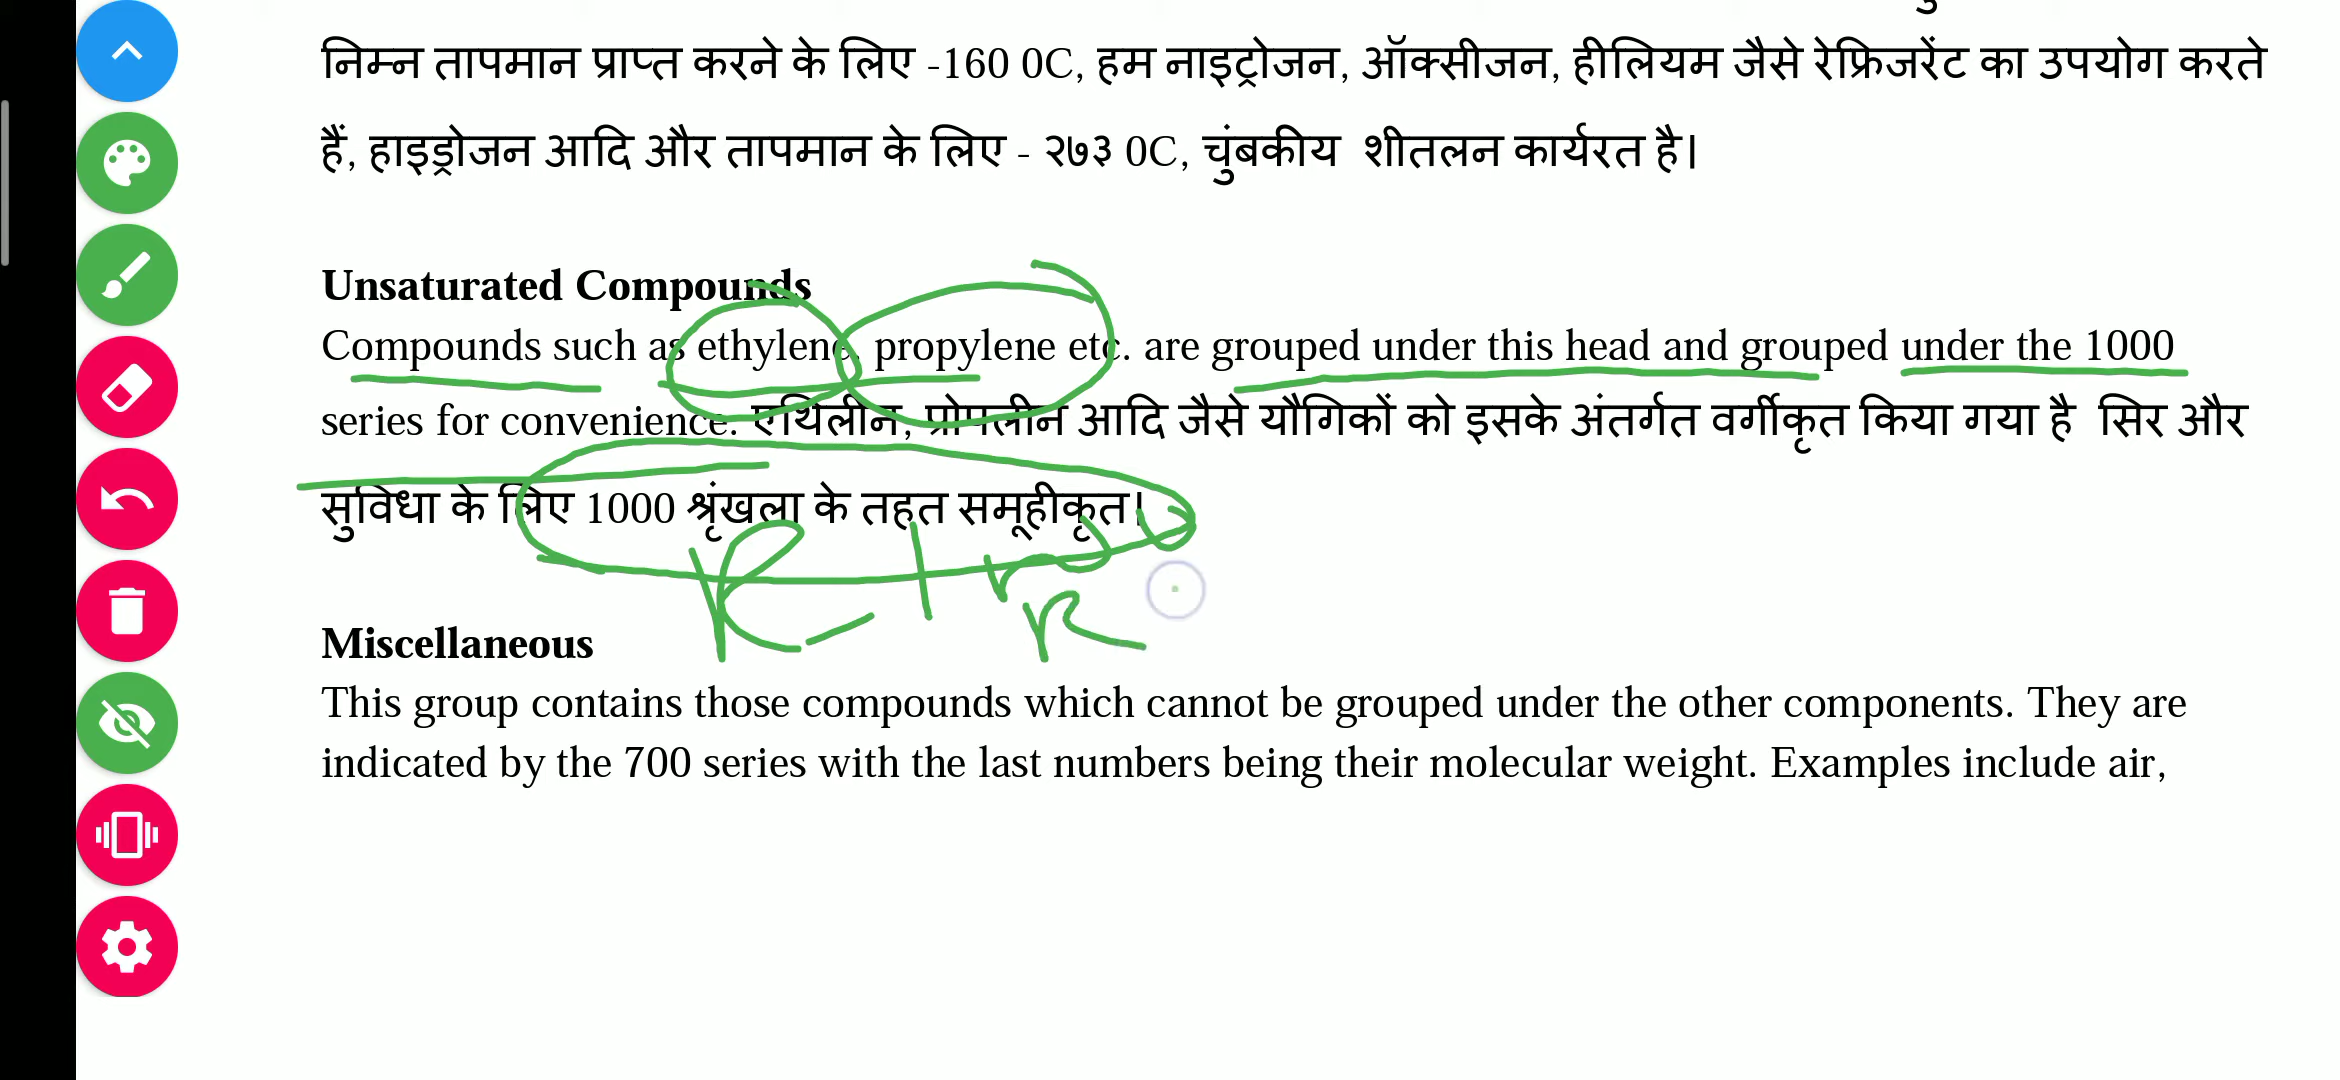 निम्न तापमान प्राप्त करने के लिए -160 0C, हम नाइट्रोजन, ऑक्सीजन, हीलियम जैसे रेफ्रिजरेंट का उपयोग करते
हैं, हाइड्रोजन आदि और तापमान के लिए - २७३ 0C, चुंबकीय शीतलन कार्यरत है।
Unsaturated Compounds
Compounds such as ethylene, propylene etc. are grouped under this head and grouped under the 1000
series for convenience. एथिलीन, प्रोपलीन आदि जैसे यौगिकों को इसके अंतर्गत वर्गीकृत किया गया है सिर और
सुविधा के लिए 1000 श्रृंखला के तहत समूहीकृत।
Miscellaneous
This group contains those compounds which cannot be grouped under the other components. They are
indicated by the 700 series with the last numbers being their molecular weight. Examples include air,